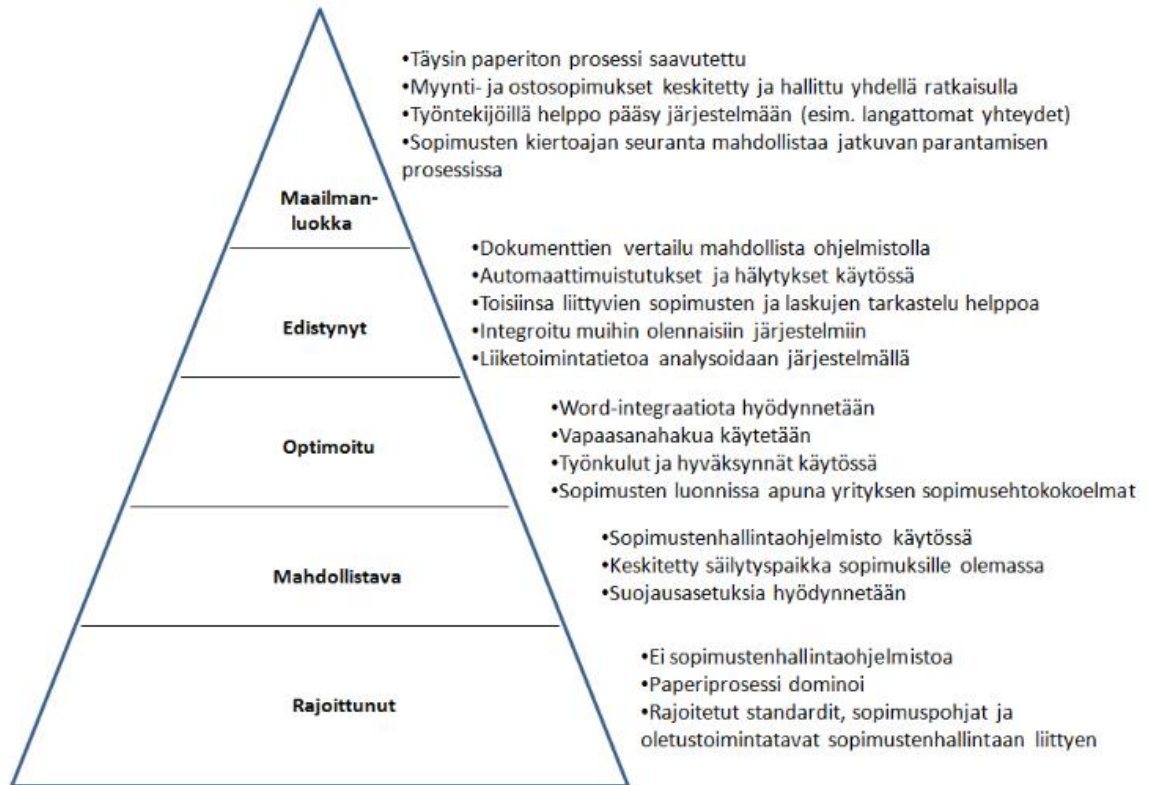 •Täysin paperiton prosessi saavutettu
•Myynti- ja ostosopimukset keskitetty ja hallittu yhdellä ratkaisulla
•Työntekijöillä helppo pääsy järjestelmään (esim. langattomat yhteydet)
•Sopimusten kiertoajan seuranta mahdollistaa jatkuvan parantamisen
prosessissa
Maailman-
luokka
•Dokumenttien vertailu mahdollista ohjelmistolla
•Automaattimuistutukset ja hälytykset käytössä
•Toisiinsa liittyvien sopimusten ja laskujen tarkastelu helppoa
•Integroitu muihin olennaisiin järjestelmiin
•Liiketoimintatietoa analysoidaan järjestelmällä
Edistynyt
•Word-integraatiota hyödynnetään
•Vapaasanahakua käytetään
•Työnkulut ja hyväksynnät käytössä
•Sopimusten luonnissa apuna yrityksen sopimusehtokokoelmat
Optimoitu
•Sopimustenhallintaohjelmisto käytössä
•Keskitetty säilytyspaikka sopimuksille olemassa
•Suojausasetuksia hyödynnetään
Mahdollistava
•Ei sopimustenhallintaohjelmistoa
•Paperiprosessi dominoi
•Rajoitetut standardit, sopimuspohjat ja
oletustoimintatavat sopimustenhallintaan liittyen
Rajoittunut